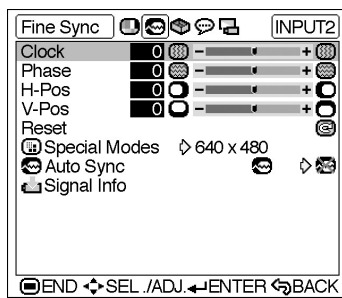 Fine Sync INPUT2
Clock 0 - +
Phase 0 - +
H-Pos 0 - +
V-Pos 0 - +
Reset
Special Modes 640 x 480
Auto Sync
Signal Info
END SEL./ADJ. ENTER BACK